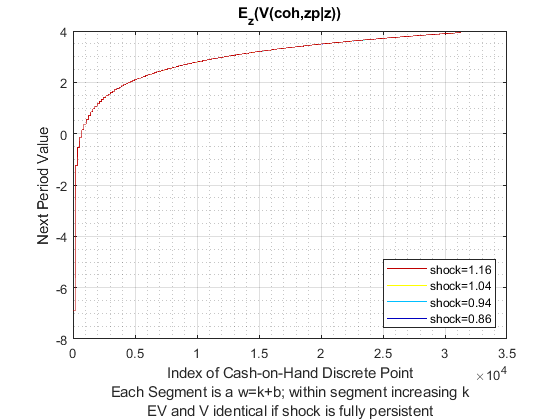 E_z(V(coh,zp|z))
4
2
0
-2
-4
-6
-8
Next Period Value
shock=1.16
shock=1.04
shock=0.94
shock=0.86
0 0.5 1 1.5 2 2.5 3 3.5
×10^4
Index of Cash-on-Hand Discrete Point
Each Segment is a w=k+b; within segment increasing k
EV and V identical if shock is fully persistent